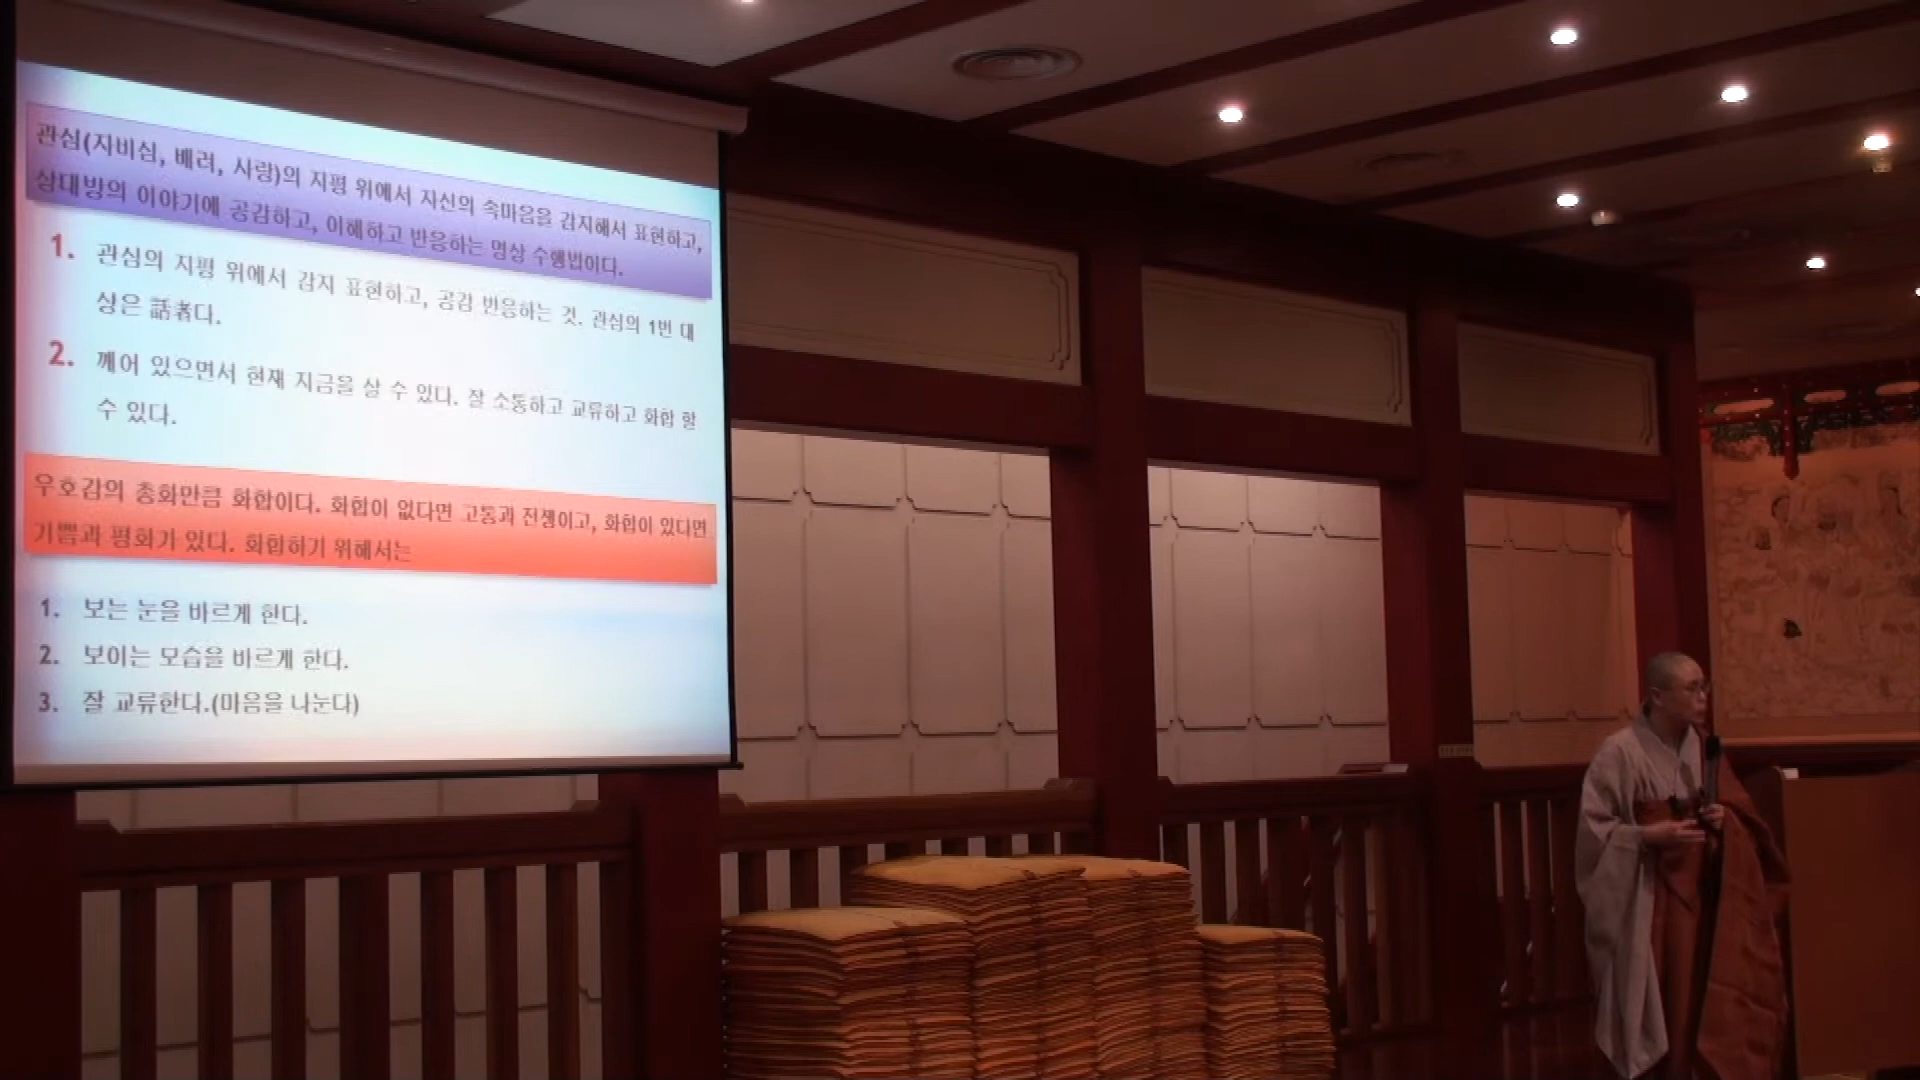 관심(자비심, 배려, 사랑)의 지평 위에서 자신의 속마음을 감지해서 표현하고,
상대방의 이야기에 공감하고, 이해하고 반응하는 명상 수행법이다.
1. 관심의 지평 위에서 감지 표현하고, 공감 반응하는 것. 관심의 1번 대
상은 話者다.
2. 깨어 있으면서 현재 지금을 살 수 있다. 잘 소통하고 교류하고 화합 할
수 있다.
우호감의 총화만큼 화합이다. 화합이 없다면 고통과 전쟁이고, 화합이 있다면
기쁨과 평화가 있다. 화합하기 위해서는
1. 보는 눈을 바르게 한다.
2. 보이는 모습을 바르게 한다.
3. 잘 교류한다.(마음을 나눈다)